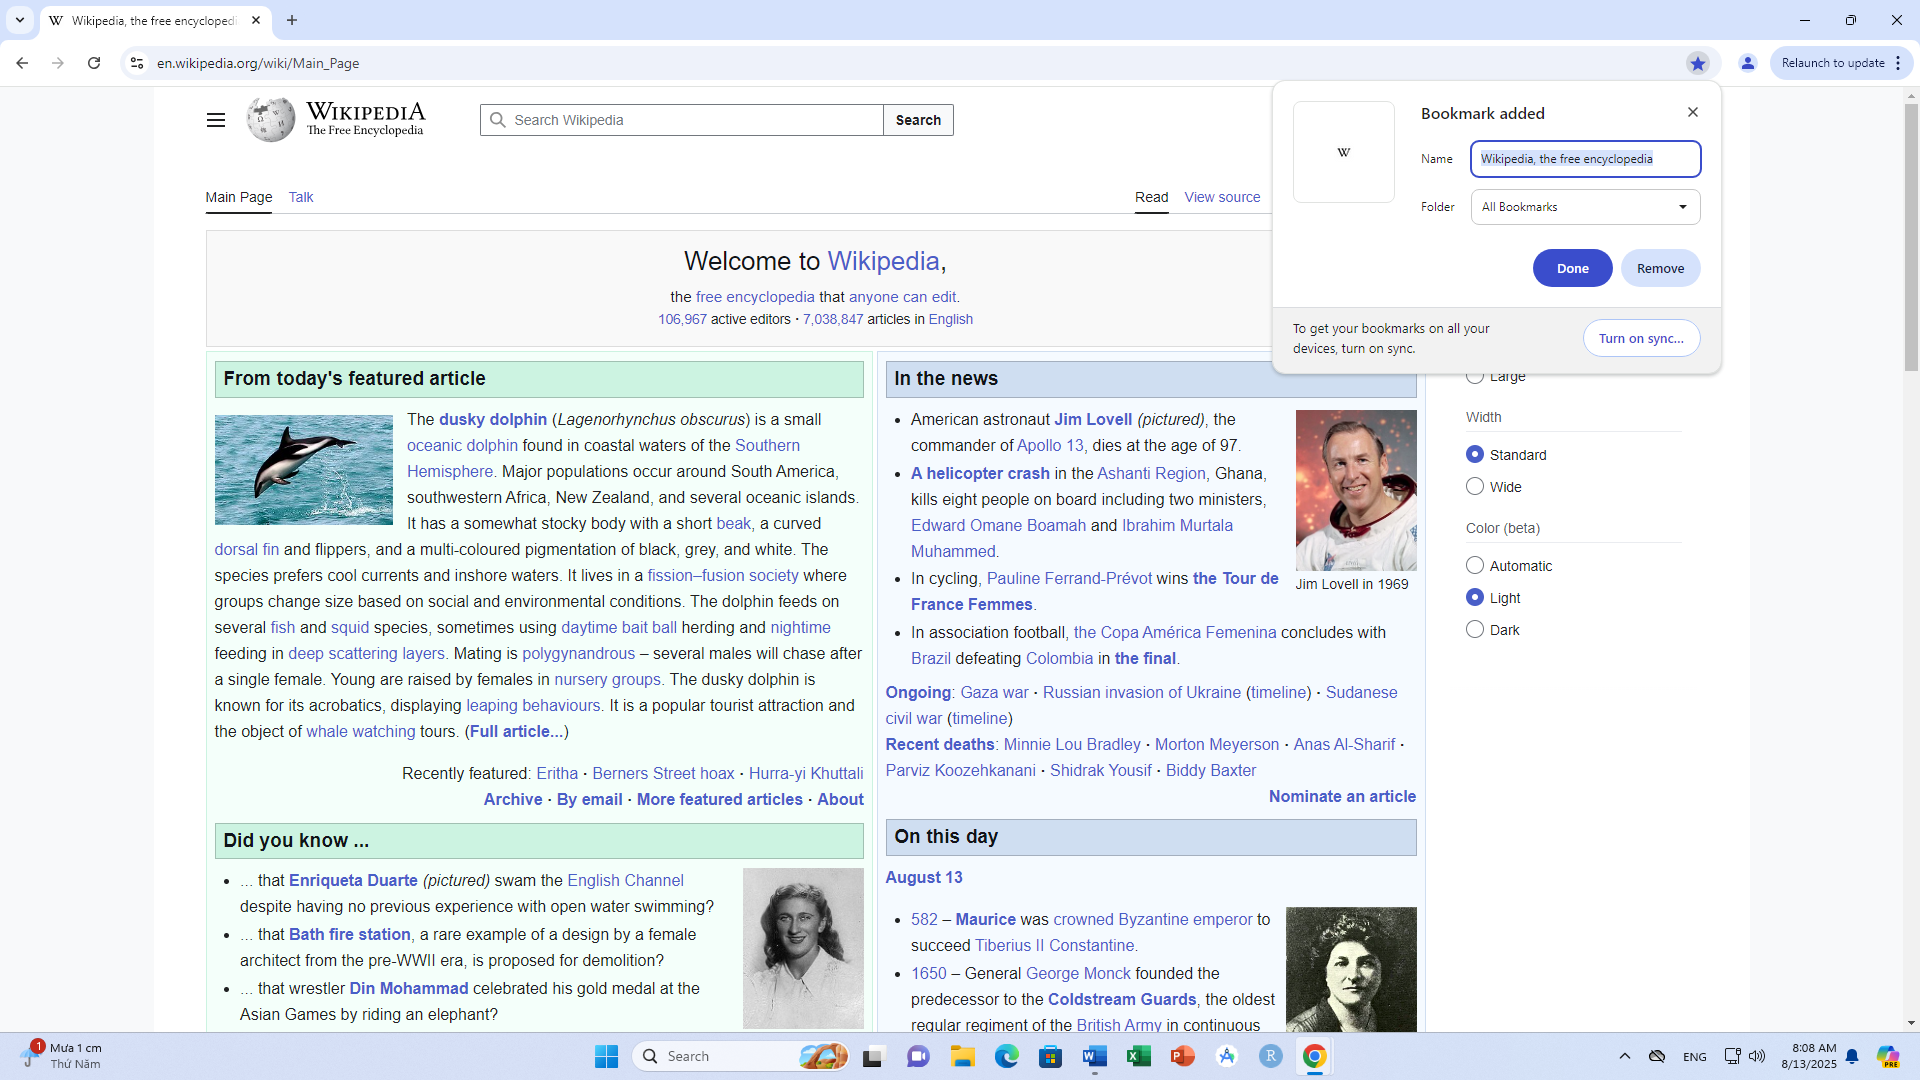 Wikipedia, the free encyclopedi
en.wikipedia.org/wiki/Main_Page
Relaunch to update
WIKIPEDIA
The Free Encyclopedia
Search Wikipedia
Search
Main Page
Talk
Read
View source
Bookmark added
W
Name
Wikipedia, the free encyclopedia
Folder
All Bookmarks
Done
Remove
To get your bookmarks on all your
devices, turn on sync.
Turn on sync...
Welcome to Wikipedia,
the free encyclopedia that anyone can edit.
106,967 active editors · 7,038,847 articles in English
From today's featured article
The dusky dolphin (Lagenorhynchus obscurus) is a small
oceanic dolphin found in coastal waters of the Southern
Hemisphere. Major populations occur around South America,
southwestern Africa, New Zealand, and several oceanic islands.
It has a somewhat stocky body with a short beak, a curved
dorsal fin and flippers, and a multi-coloured pigmentation of black, grey, and white. The
species prefers cool currents and inshore waters. It lives in a fission–fusion society where
groups change size based on social and environmental conditions. The dolphin feeds on
several fish and squid species, sometimes using daytime bait ball herding and nightime
feeding in deep scattering layers. Mating is polygynandrous – several males will chase after
a single female. Young are raised by females in nursery groups. The dusky dolphin is
known for its acrobatics, displaying leaping behaviours. It is a popular tourist attraction and
the object of whale watching tours. (Full article...)
Recently featured: Eritha · Berners Street hoax · Hurra-yi Khuttali
Archive · By email · More featured articles · About
Did you know ...
... that Enriqueta Duarte (pictured) swam the English Channel
despite having no previous experience with open water swimming?
... that Bath fire station, a rare example of a design by a female
architect from the pre-WWII era, is proposed for demolition?
... that wrestler Din Mohammad celebrated his gold medal at the
Asian Games by riding an elephant?
In the news
American astronaut Jim Lovell (pictured), the
commander of Apollo 13, dies at the age of 97.
A helicopter crash in the Ashanti Region, Ghana,
kills eight people on board including two ministers,
Edward Omane Boamah and Ibrahim Murtala
Muhammed.
In cycling, Pauline Ferrand-Prévot wins the Tour de
France Femmes.
In association football, the Copa América Femenina concludes with
Brazil defeating Colombia in the final.
Jim Lovell in 1969
Ongoing: Gaza war · Russian invasion of Ukraine (timeline) · Sudanese
civil war (timeline)
Recent deaths: Minnie Lou Bradley · Morton Meyerson · Anas Al-Sharif ·
Parviz Koozehkanani · Shidrak Yousif · Biddy Baxter
Nominate an article
On this day
August 13
582 – Maurice was crowned Byzantine emperor to
succeed Tiberius II Constantine.
1650 – General George Monck founded the
predecessor to the Coldstream Guards, the oldest
regular regiment of the British Army in continuous
Large
Width
Standard
Wide
Color (beta)
Automatic
Light
Dark
1
Mưa 1 cm
Thứ Năm
Search
ENG
8:08 AM
8/13/2025